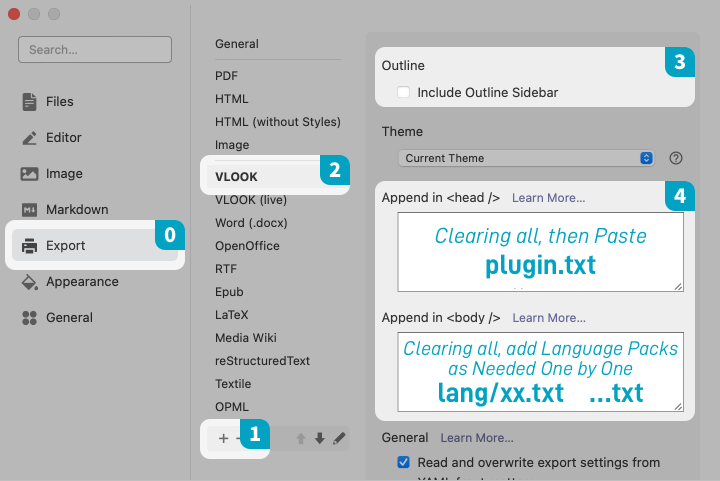 Search...
Files
Editor
Image
Markdown
Export
0
Appearance
General
General
PDF
HTML
HTML (without Styles)
Image
VLOOK
2
VLOOK (live)
Word (.docx)
OpenOffice
RTF
Epub
LaTeX
Media Wiki
reStructuredText
Textile
OPML
+
1
Outline
3
Include Outline Sidebar
Theme
Current Theme
?
Append in <head /> Learn More...
4
Clearing all, then Paste
plugin.txt
Append in <body /> Learn More...
Clearing all, add Language Packs
as Needed One by One
lang/xx.txt ...txt
General Learn More...
Read and overwrite export settings from